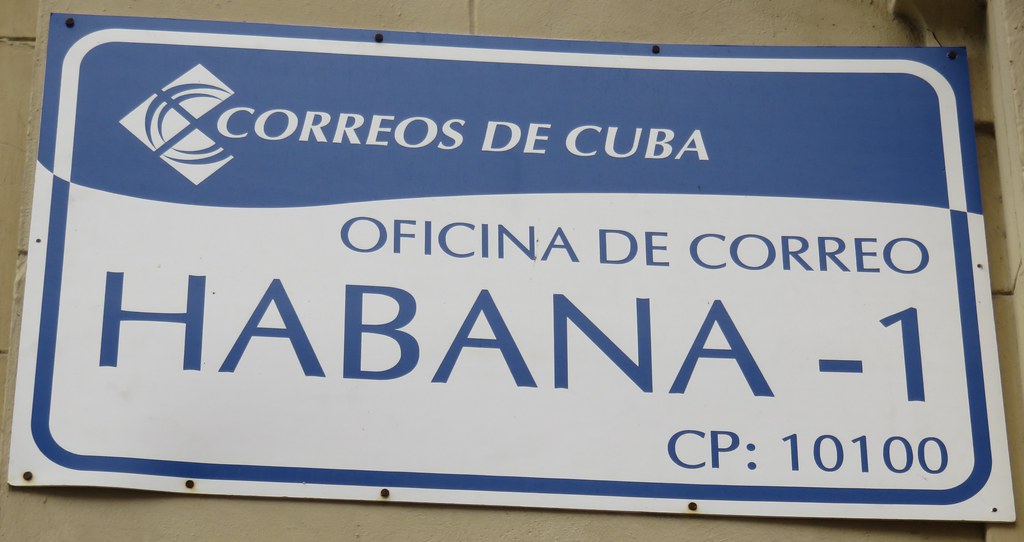 CORREOS DE CUBA
OFICINA DE CORREO
HABANA - 1
CP: 10100